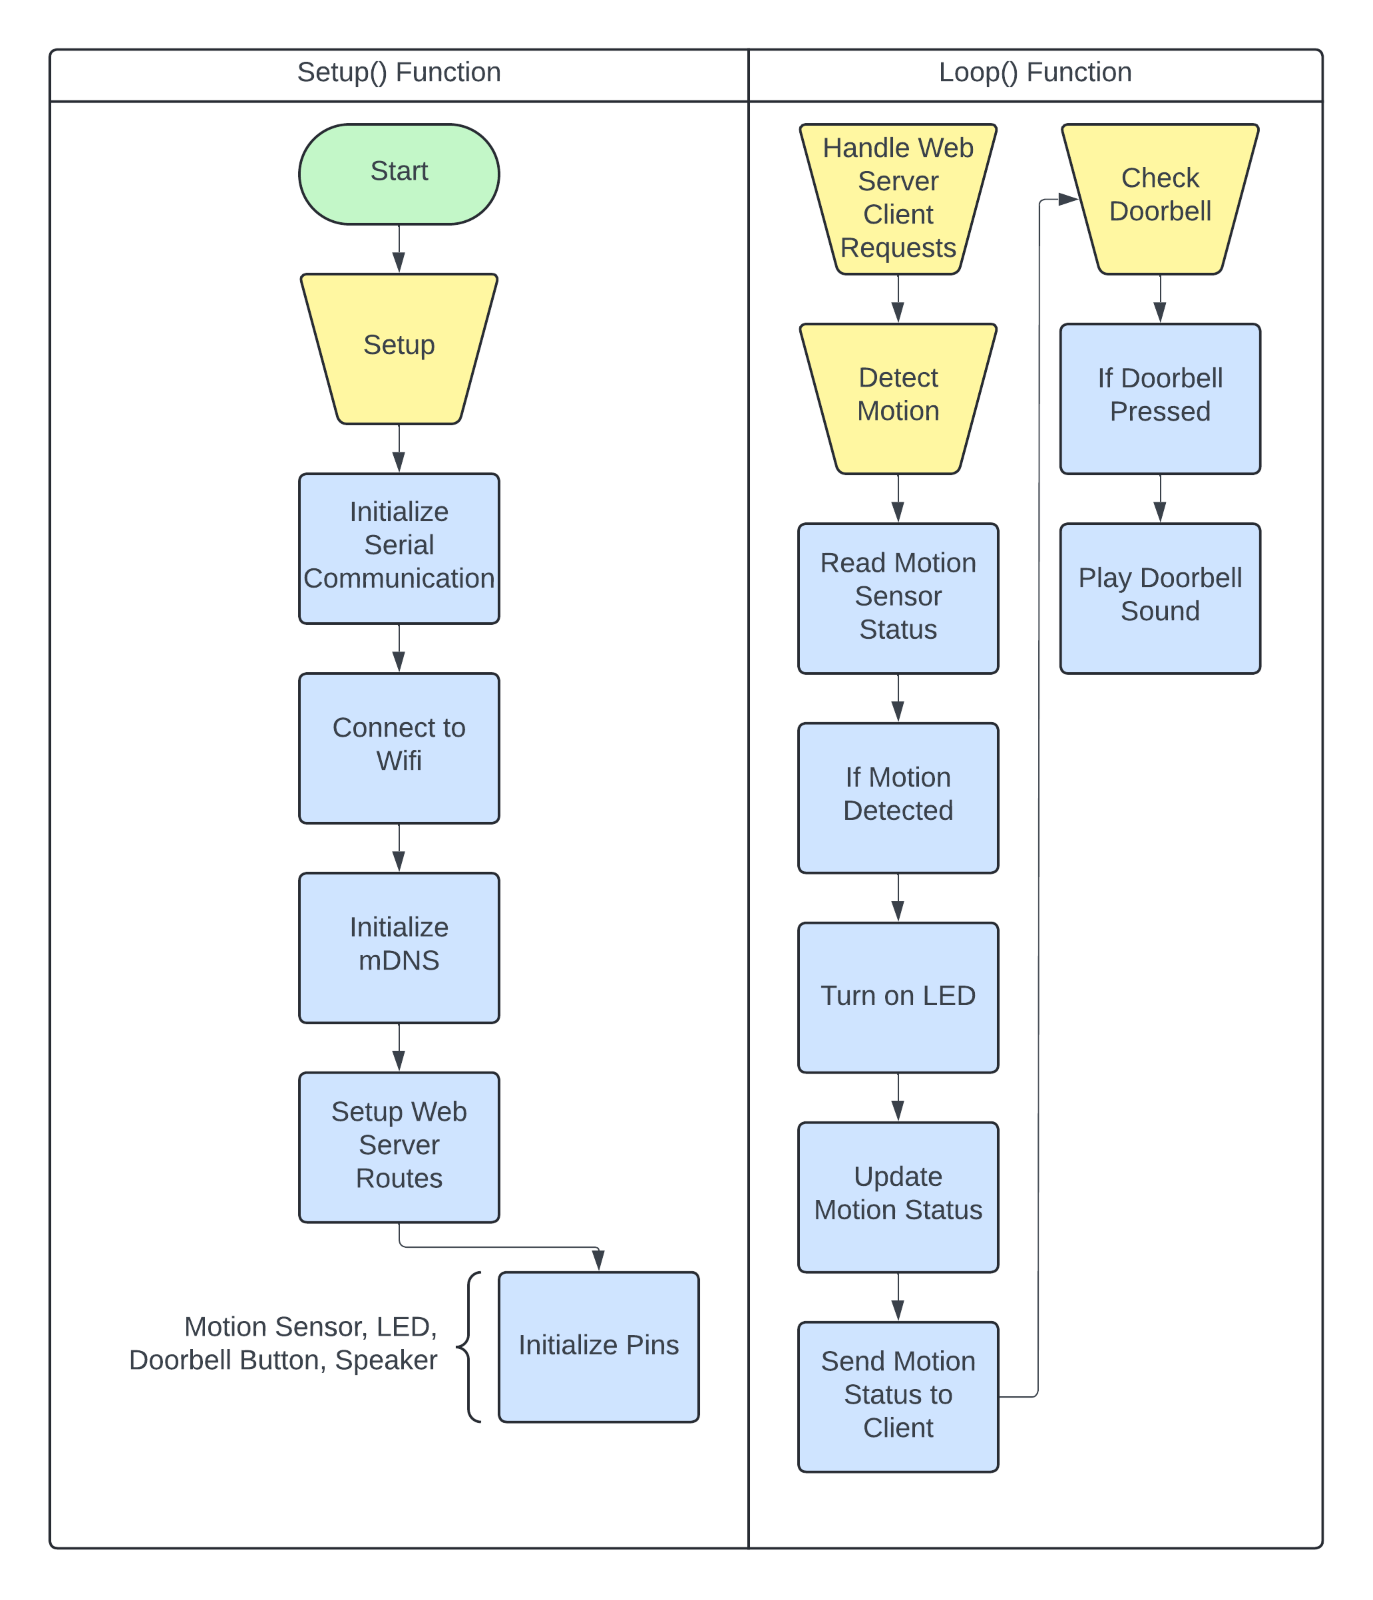 Setup() Function
Start
Setup
Initialize
Serial
Communication
Connect to
Wifi
Initialize
mDNS
Setup Web
Server
Routes
Motion Sensor, LED,
Doorbell Button, Speaker
Initialize Pins
Loop() Function
Handle Web
Server
Client
Requests
Detect
Motion
Read Motion
Sensor
Status
If Motion
Detected
Turn on LED
Update
Motion Status
Send Motion
Status to
Client
Check
Doorbell
If Doorbell
Pressed
Play Doorbell
Sound